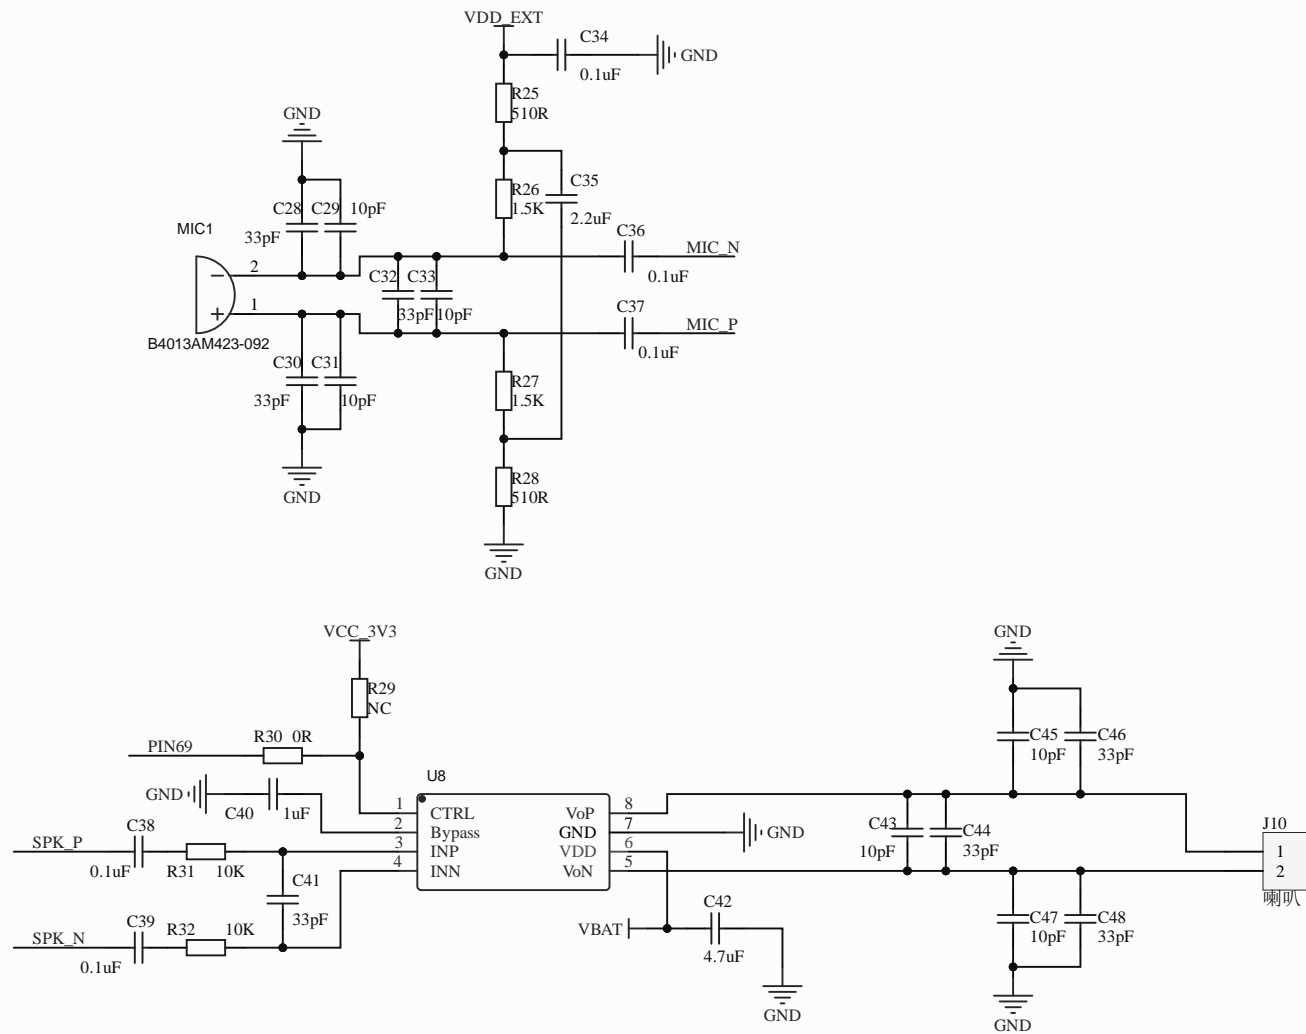 VDD_EXT
C34
GND
0.1uF
R25
510R
GND
R26
1.5K
C35
2.2uF
C28
C29
10pF
33pF
MIC1
C36
MIC_N
0.1uF
2
C32
C33
33pF
10pF
1
C37
MIC_P
0.1uF
B4013AM423-092
C30
C31
33pF
10pF
R27
1.5K
GND
R28
510R
GND
VCC_3V3
R29
NC
PIN69
R30 0R
U8
GND
C40
1uF
1 CTRL
2 Bypass
3 INP
4 INN
VoP 8
GND 7
VDD 6
VoN 5
GND
SPK_P
C38
0.1uF
R31
10K
C41
33pF
SPK_N
C39
0.1uF
R32
10K
VBAT
C42
4.7uF
GND
GND
C45
10pF
C46
33pF
C43
10pF
C44
33pF
J10
1
2
喇叭
C47
10pF
C48
33pF
GND